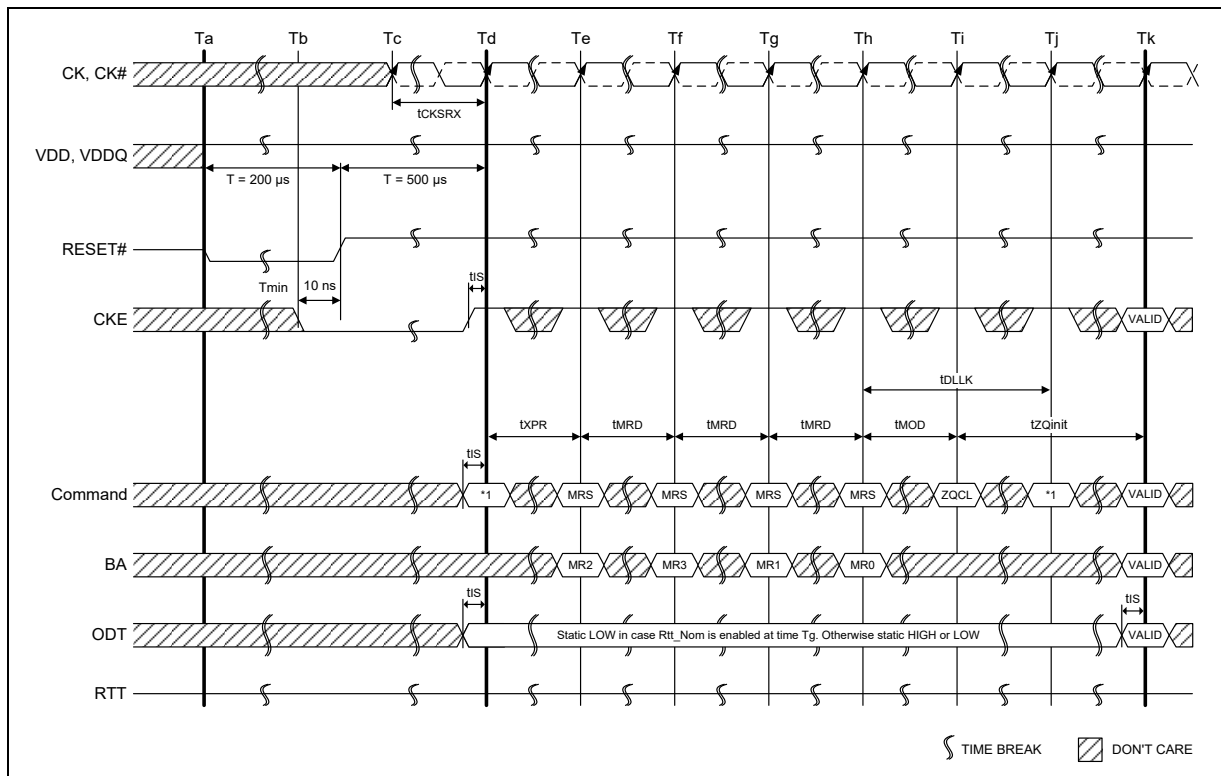 Ta Tb Tc Td Te Tf Tg Th Ti Tj Tk
CK, CK#
tCKSRX
VDD, VDDQ
T = 200 µs T = 500 µs
RESET#
Tmin 10 ns tIS
CKE VALID
tDLLK
tXPR tMRD tMRD tMRD tMOD tZQinit
tIS
Command *1 MRS MRS MRS MRS ZQCL *1 VALID
BA MR2 MR3 MR1 MR0 VALID
tIS tIS
ODT Static LOW in case Rtt_Nom is enabled at time Tg. Otherwise static HIGH or LOW VALID
RTT
TIME BREAK DON'T CARE